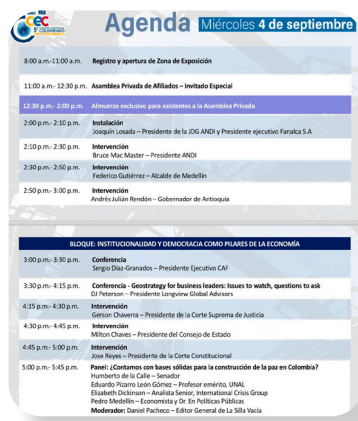 CEC
9° COLOMBIANO
Agenda Miércoles 4 de septiembre
8:00 a.m.-11:00 a.m. Registro y apertura de Zona de Exposición
11:00 a.m.- 12:30 p.m. Asamblea Privada de Afiliados – Invitado Especial
12:30 p.m.- 2:00 p.m. Almuerzo exclusivo para asistentes a la Asamblea Privada
2:00 p.m.- 2:10 p.m. Instalación
Joaquín Losada – Presidente de la JDG ANDI y Presidente ejecutivo Fanalca S.A
2:10 p.m.- 2:30 p.m. Intervención
Bruce Mac Master – Presidente ANDI
2:30 p.m.- 2:50 p.m. Intervención
Federico Gutiérrez – Alcalde de Medellín
2:50 p.m.- 3:00 p.m. Intervención
Andrés Julián Rendón – Gobernador de Antioquia
BLOQUE: INSTITUCIONALIDAD Y DEMOCRACIA COMO PILARES DE LA ECONOMÍA
3:00 p.m.- 3:30 p.m. Conferencia
Sergio Díaz-Granados – Presidente Ejecutivo CAF
3:30 p.m.- 4:15 p.m. Conferencia - Geostrategy for business leaders: Issues to watch, questions to ask
DJ Peterson – Presidente Longview Global Advisors
4:15 p.m.- 4:30 p.m. Intervención
Gerson Chaverra – Presidente de la Corte Suprema de Justicia
4:30 p.m.- 4:45 p.m. Intervención
Milton Chaves – Presidente del Consejo de Estado
4:45 p.m.- 5:00 p.m. Intervención
Jose Reyes – Presidente de la Corte Constitucional
5:00 p.m.- 5:45 p.m. Panel: ¿Contamos con bases sólidas para la construcción de la paz en Colombia?
Humberto de la Calle – Senador
Eduardo Pizarro León Gómez – Profesor emérito, UNAL
Elizabeth Dickinson – Analista Senior, International Crisis Group
Pedro Medellín – Economista y Dr. En Políticas Públicas
Moderador: Daniel Pacheco – Editor General de La Silla Vacía